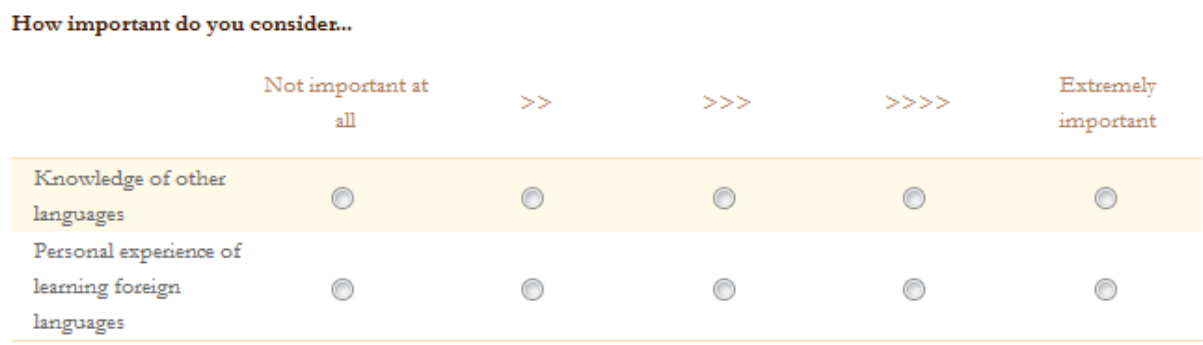 How important do you consider...
Not important at
all
>>
>>>
>>>>
Extremely
important
Knowledge of other
languages
Personal experience of
learning foreign
languages